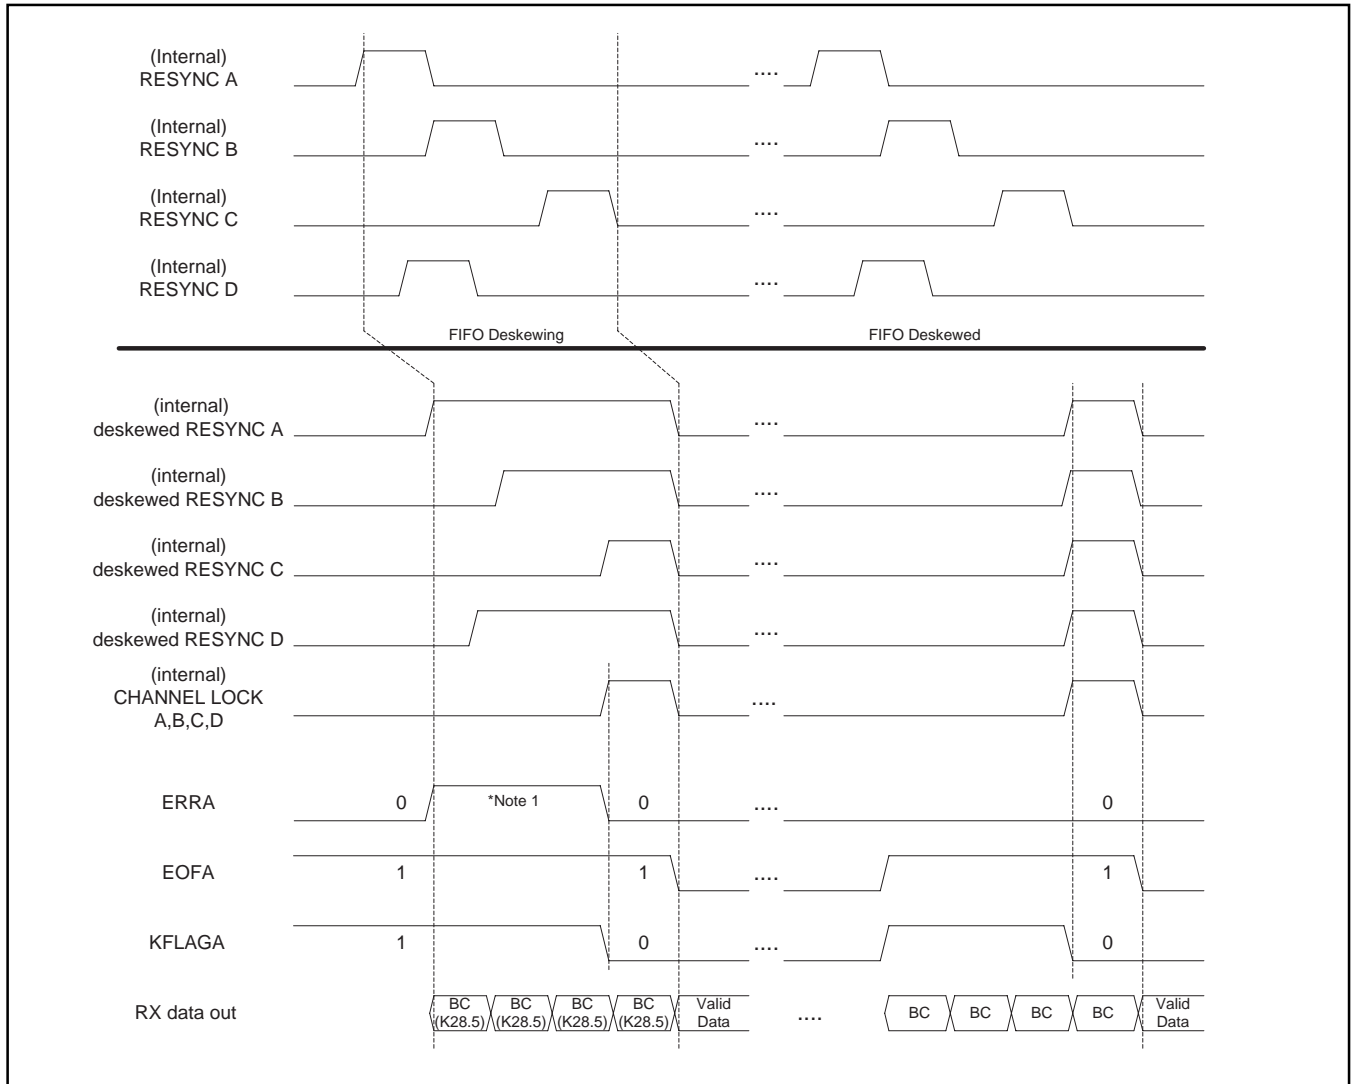 (Internal)
RESYNC A
....
(Internal)
RESYNC B
....
(Internal)
RESYNC C
....
(Internal)
RESYNC D
....
FIFO Deskewing
FIFO Deskewed
(internal)
deskewed RESYNC A
....
(internal)
deskewed RESYNC B
....
(internal)
deskewed RESYNC C
....
(internal)
deskewed RESYNC D
....
(internal)
CHANNEL LOCK
A,B,C,D
....
ERRA 0 *Note 1 0 .... 0
EOFA 1 1 .... 1
KFLAGA 1 0 .... 0
RX data out
BC
(K28.5)
BC
(K28.5)
BC
(K28.5)
BC
(K28.5)
Valid
Data
....
BC
BC
BC
BC
Valid
Data